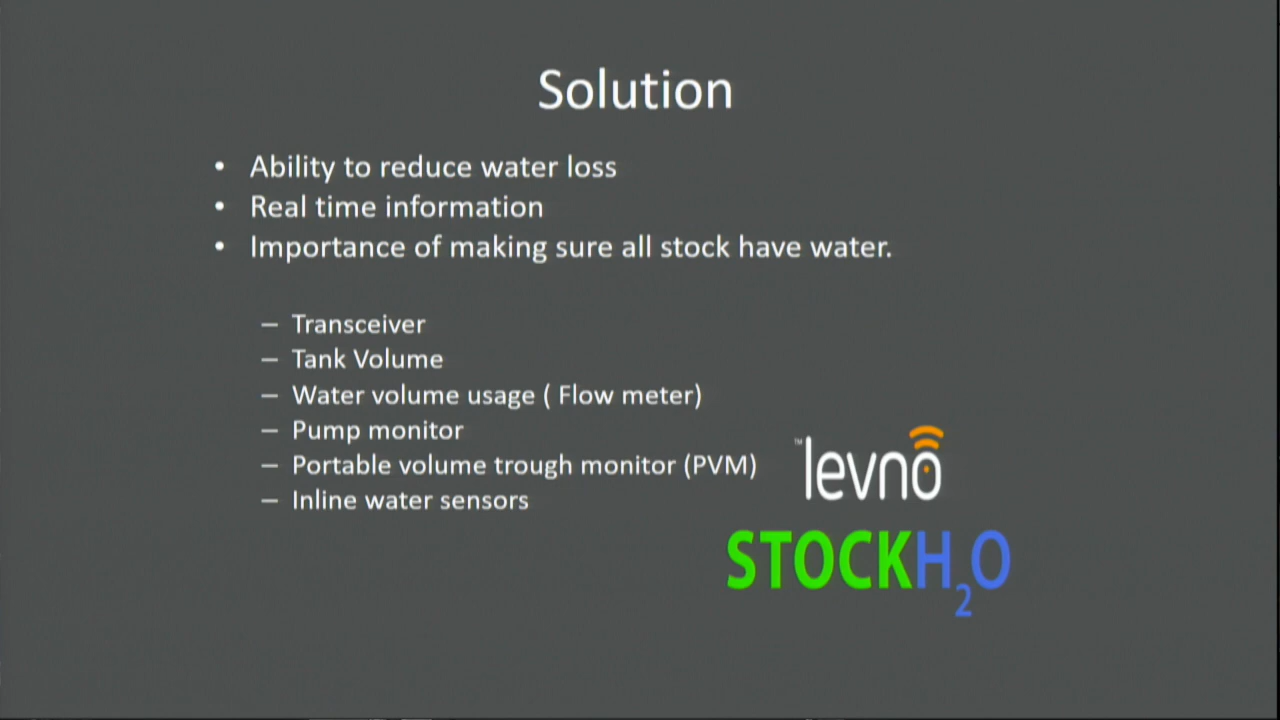 Solution
• Ability to reduce water loss
• Real time information
• Importance of making sure all stock have water.
– Transceiver
– Tank Volume
– Water volume usage ( Flow meter)
– Pump monitor
– Portable volume trough monitor (PVM)
– Inline water sensors
™levno
STOCKH₂O